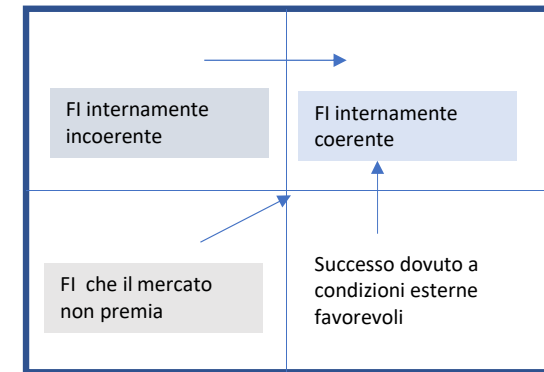 FI internamente
incoerente
FI internamente
coerente
FI che il mercato
non premia
Successo dovuto a
condizioni esterne
favorevoli